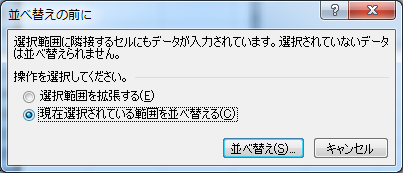 並べ替えの前に
選択範囲に隣接するセルにもデータが入力されています。選択されていないデータ
は並べ替えられません。
操作を選択してください。
選択範囲を拡張する(E)
現在選択されている範囲を並べ替える(C)
並べ替え(S)... キャンセル